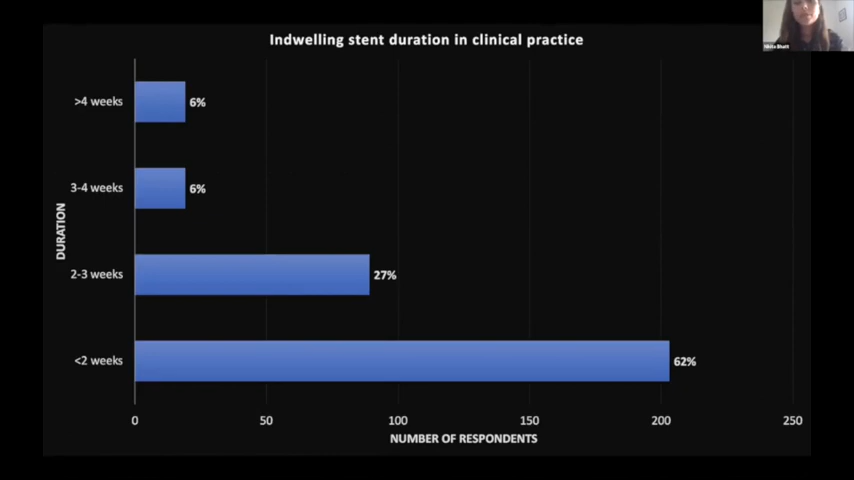 Indwelling stent duration in clinical practice
>4 weeks
6%
3-4 weeks
6%
DURATION
2-3 weeks
27%
<2 weeks
62%
0
50
100
150
200
250
NUMBER OF RESPONDENTS